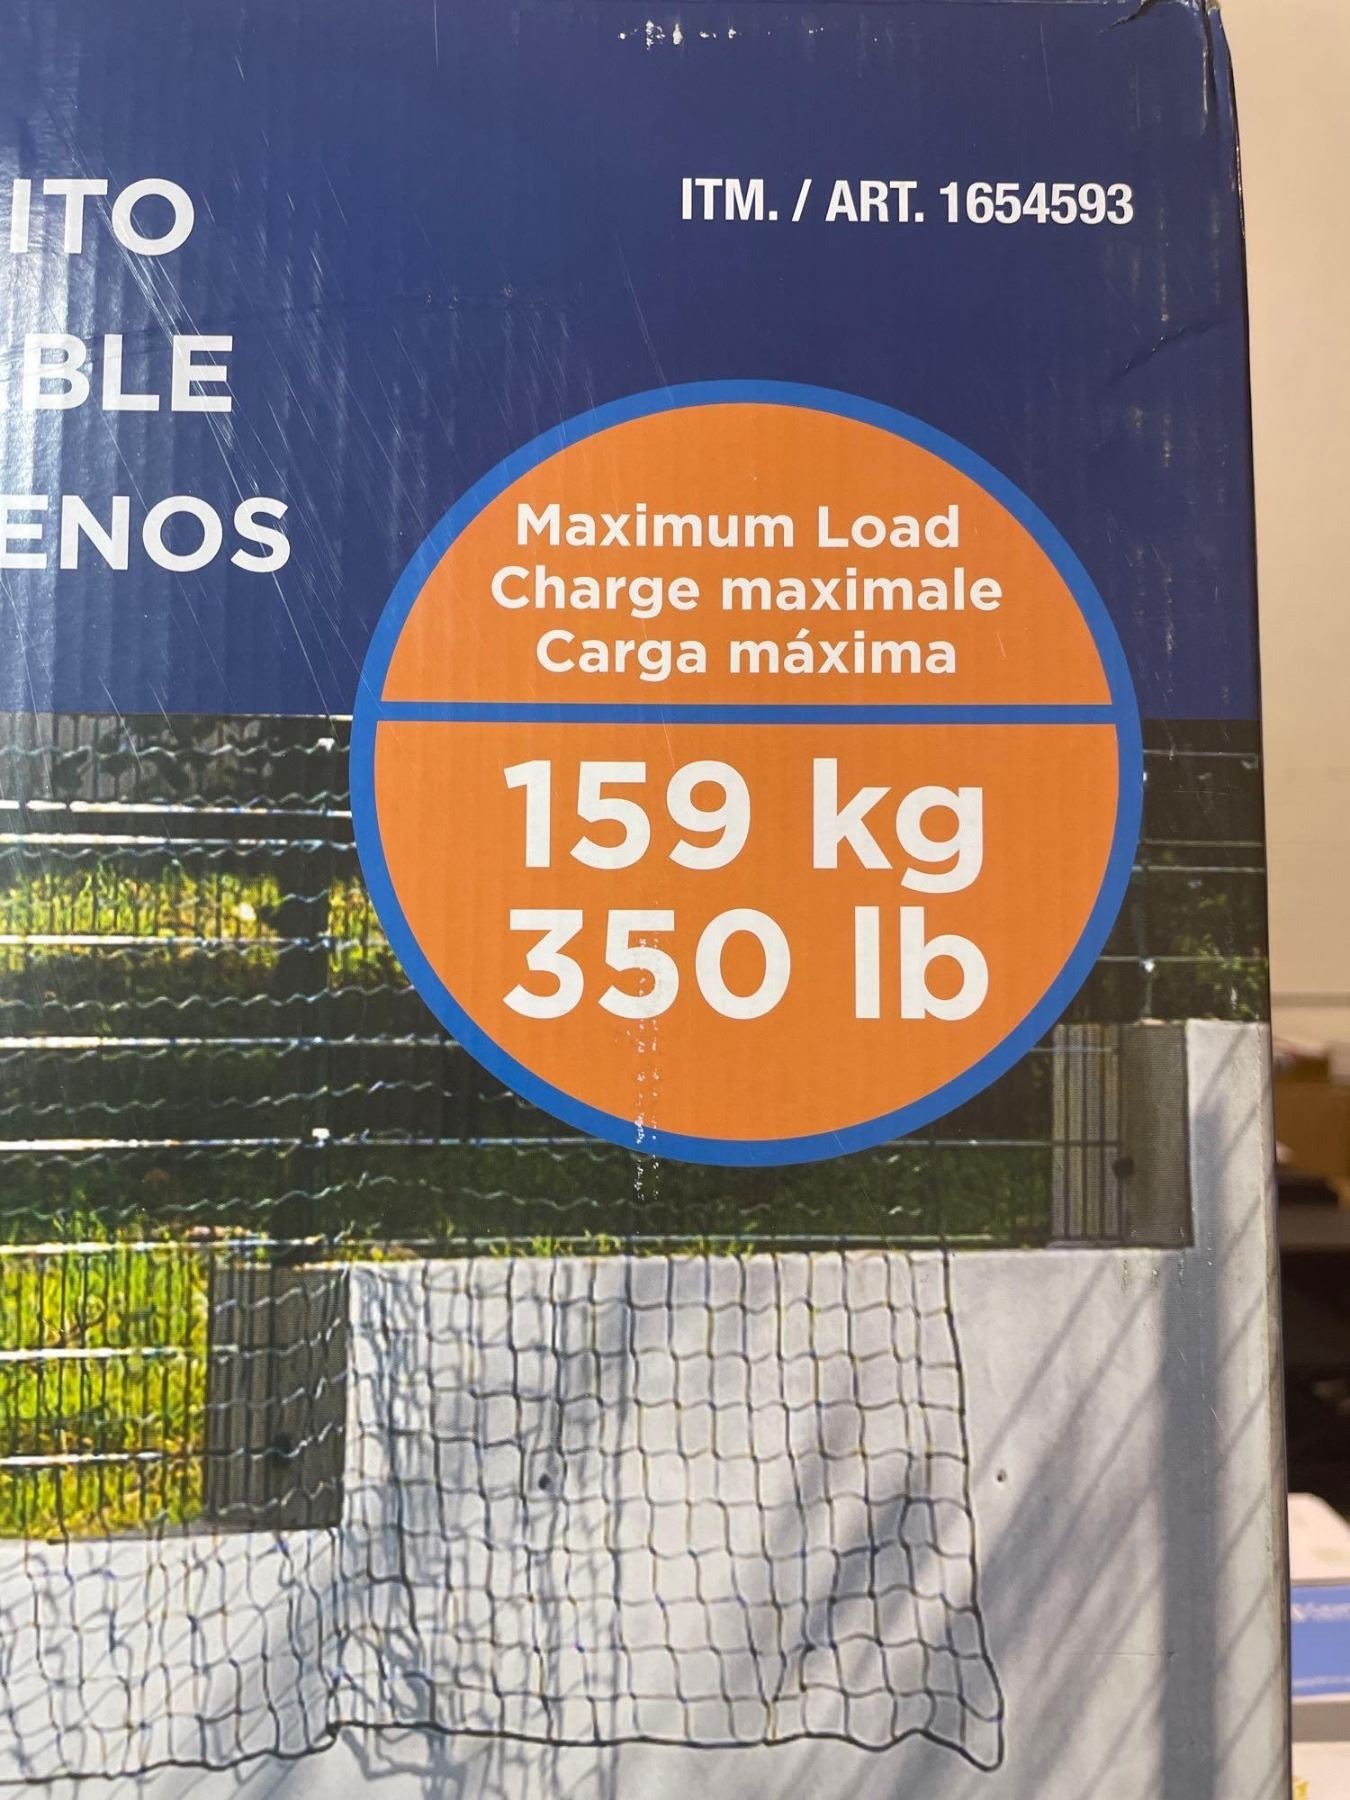 ITM. / ART. 1654593
ITO
BLE
ENOS
Maximum Load
Charge maximale
Carga máxima
159 kg
350 lb